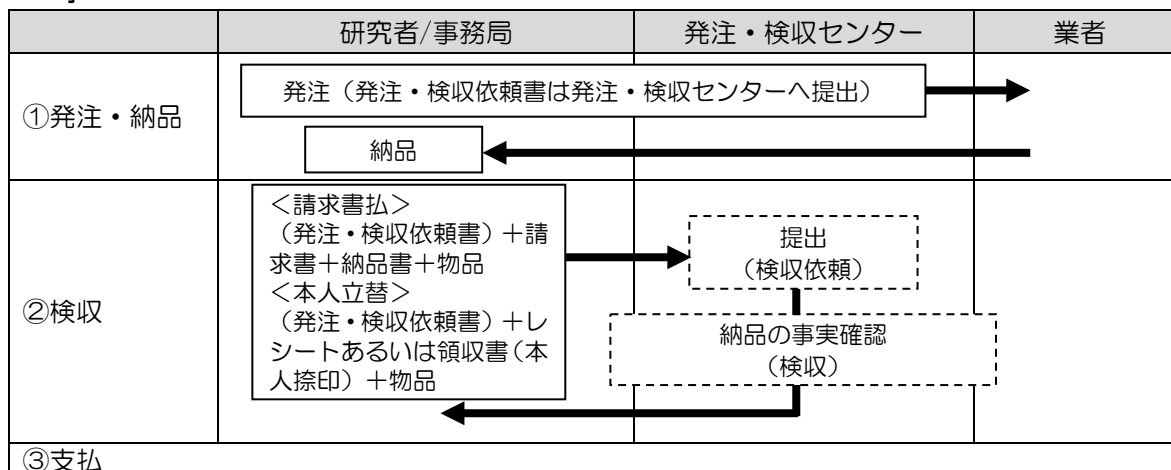 研究者/事務局
発注・検収センター
業者
①発注・納品
発注（発注・検収依頼書は発注・検収センターへ提出）
納品
②検収
＜請求書払＞
（発注・検収依頼書）＋請
求書＋納品書＋物品
＜本人立替＞
（発注・検収依頼書）＋レ
シートあるいは領収書（本
人捺印）＋物品
提出
（検収依頼）
納品の事実確認
（検収）
③支払